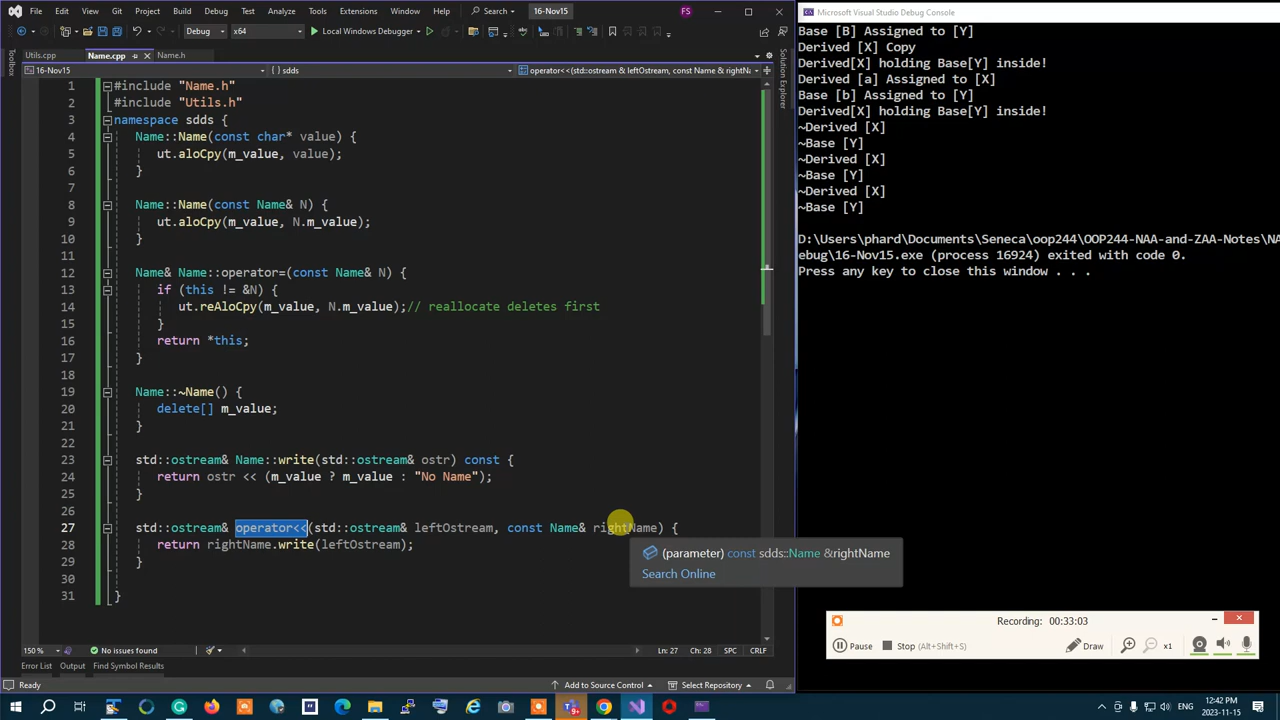 File Edit View Git Project Build Debug Test Analyze Tools Extensions Window Help Search 16-Nov15 FS
Debug x64 Local Windows Debugger
Utils.cpp Name.cpp Name.h
16-Nov15 sdds operator<<(std::ostream & leftOstream, const Name & rightNa
Toolbox
Solution Explorer
1 #include "Name.h"
2 #include "Utils.h"
3 namespace sdds {
4 Name::Name(const char* value) {
5 ut.aloCpy(m_value, value);
6 }
7
8 Name::Name(const Name& N) {
9 ut.aloCpy(m_value, N.m_value);
10 }
11
12 Name& Name::operator=(const Name& N) {
13 if (this != &N) {
14 ut.reAloCpy(m_value, N.m_value);// reallocate deletes first
15 }
16 return *this;
17 }
18
19 Name::~Name() {
20 delete[] m_value;
21 }
22
23 std::ostream& Name::write(std::ostream& ostr) const {
24 return ostr << (m_value ? m_value : "No Name");
25 }
26
27 std::ostream& operator<<(std::ostream& leftOstream, const Name& rightName) {
28 return rightName.write(leftOstream);
29 }
30
31 }
(parameter) const sdds::Name &rightName
Search Online
150 % No issues found Ln: 27 Ch: 28 SPC CRLF
Error List Output Find Symbol Results
Ready Add to Source Control Select Repository
Microsoft Visual Studio Debug Console
Base [B] Assigned to [Y]
Derived [X] Copy
Derived[X] holding Base[Y] inside!
Derived [a] Assigned to [X]
Base [b] Assigned to [Y]
Derived[X] holding Base[Y] inside!
~Derived [X]
~Base [Y]
~Derived [X]
~Base [Y]
~Derived [X]
~Base [Y]
D:\Users\phard\Documents\Seneca\oop244\OOP244-NAA-and-ZAA-Notes\NA
ebug\16-Nov15.exe (process 16924) exited with code 0.
Press any key to close this window . . .
Recording: 00:33:03
Pause Stop (Alt+Shift+S) Draw x1
ENG 12:42 PM
2023-11-15